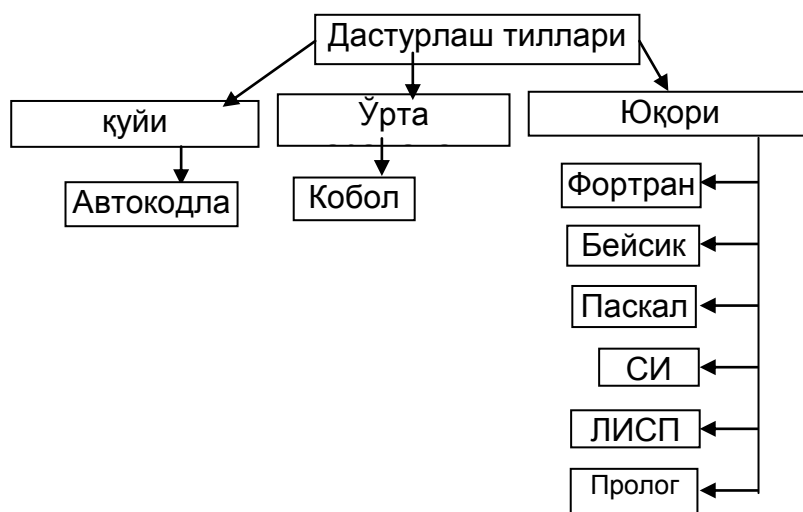 Дастурлаш тиллари
қуйи
Ўрта
Юқори
Автокодла
Кобол
Фортран
Бейсик
Паскал
СИ
ЛИСП
Пролог